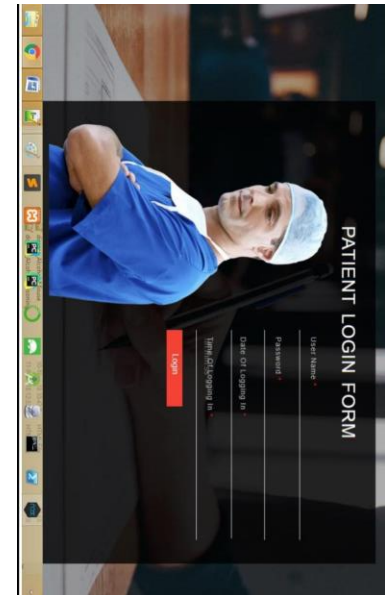 PATIENT LOGIN FORM
User Name *
Password *
Date Of Logging In *
Time Of Logging In *
Login